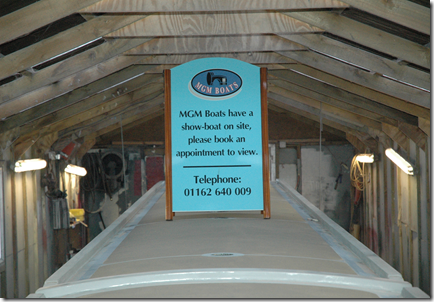 MGM BOATS
MGM Boats have a
show-boat on site,
please book an
appointment to view.
Telephone:
01162 640 009